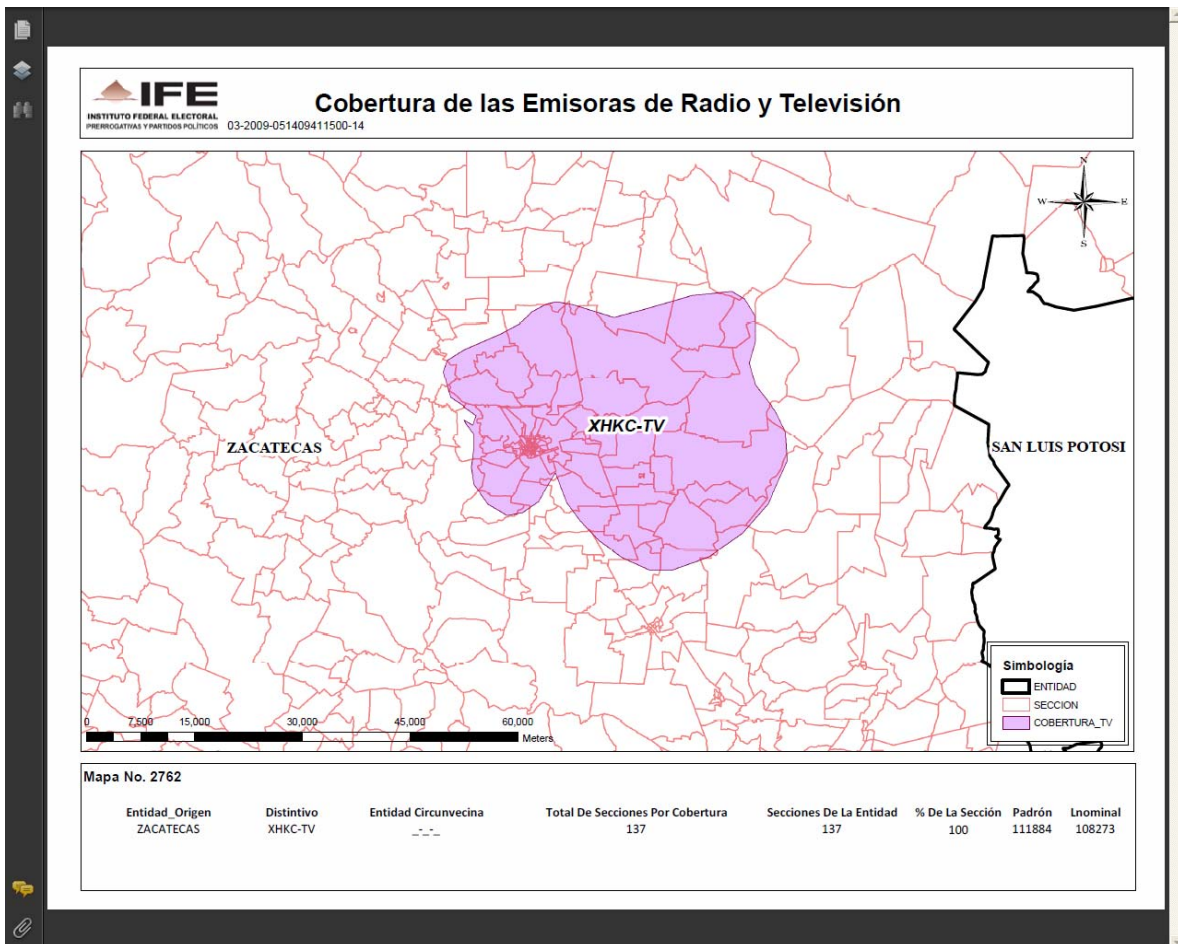 IFE
INSTITUTO FEDERAL ELECTORAL
PRERROGATIVAS Y PARTIDOS POLÍTICOS
03-2009-051409411500-14
Cobertura de las Emisoras de Radio y Televisión
N
W
E
S
XHKC-TV
ZACATECAS
SAN LUIS POTOSI
Simbología
ENTIDAD
SECCION
COBERTURA_TV
0 7,500 15,000 30,000 45,000 60,000
Meters
Mapa No. 2762
Entidad_Origen Distintivo Entidad Circunvecina Total De Secciones Por Cobertura Secciones De La Entidad % De La Sección Padrón Lnominal
ZACATECAS XHKC-TV _-_-_ 137 137 100 111884 108273